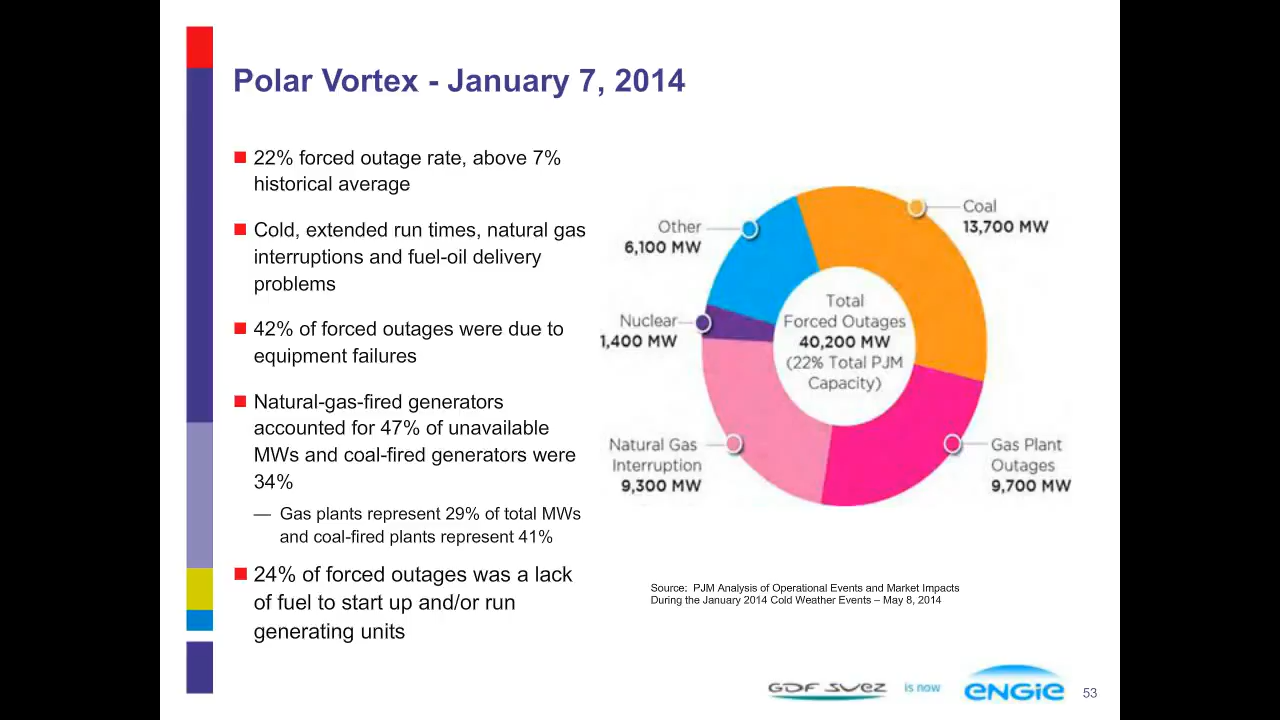 Polar Vortex - January 7, 2014
22% forced outage rate, above 7%
historical average
Cold, extended run times, natural gas
interruptions and fuel-oil delivery
problems
42% of forced outages were due to
equipment failures
Natural-gas-fired generators
accounted for 47% of unavailable
MWs and coal-fired generators were
34%
— Gas plants represent 29% of total MWs
and coal-fired plants represent 41%
24% of forced outages was a lack
of fuel to start up and/or run
generating units
Other
6,100 MW
Coal
13,700 MW
Nuclear
1,400 MW
Total
Forced Outages
40,200 MW
(22% Total PJM
Capacity)
Natural Gas
Interruption
9,300 MW
Gas Plant
Outages
9,700 MW
Source: PJM Analysis of Operational Events and Market Impacts
During the January 2014 Cold Weather Events – May 8, 2014
GDF SUEZ
is now
ENGIE
53